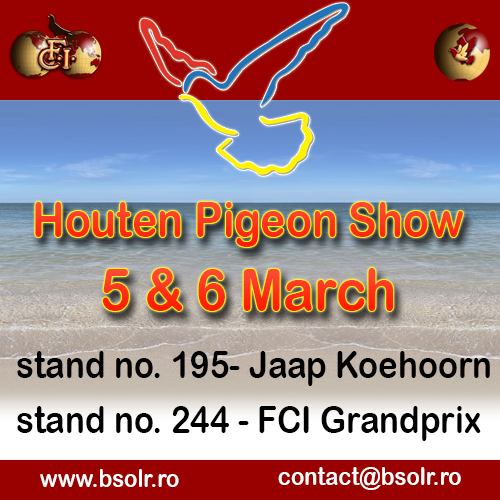 FCI
Houten Pigeon Show
5 & 6 March
stand no. 195- Jaap Koehoorn
stand no. 244 - FCI Grandprix
www.bsolr.ro
contact@bsolr.ro